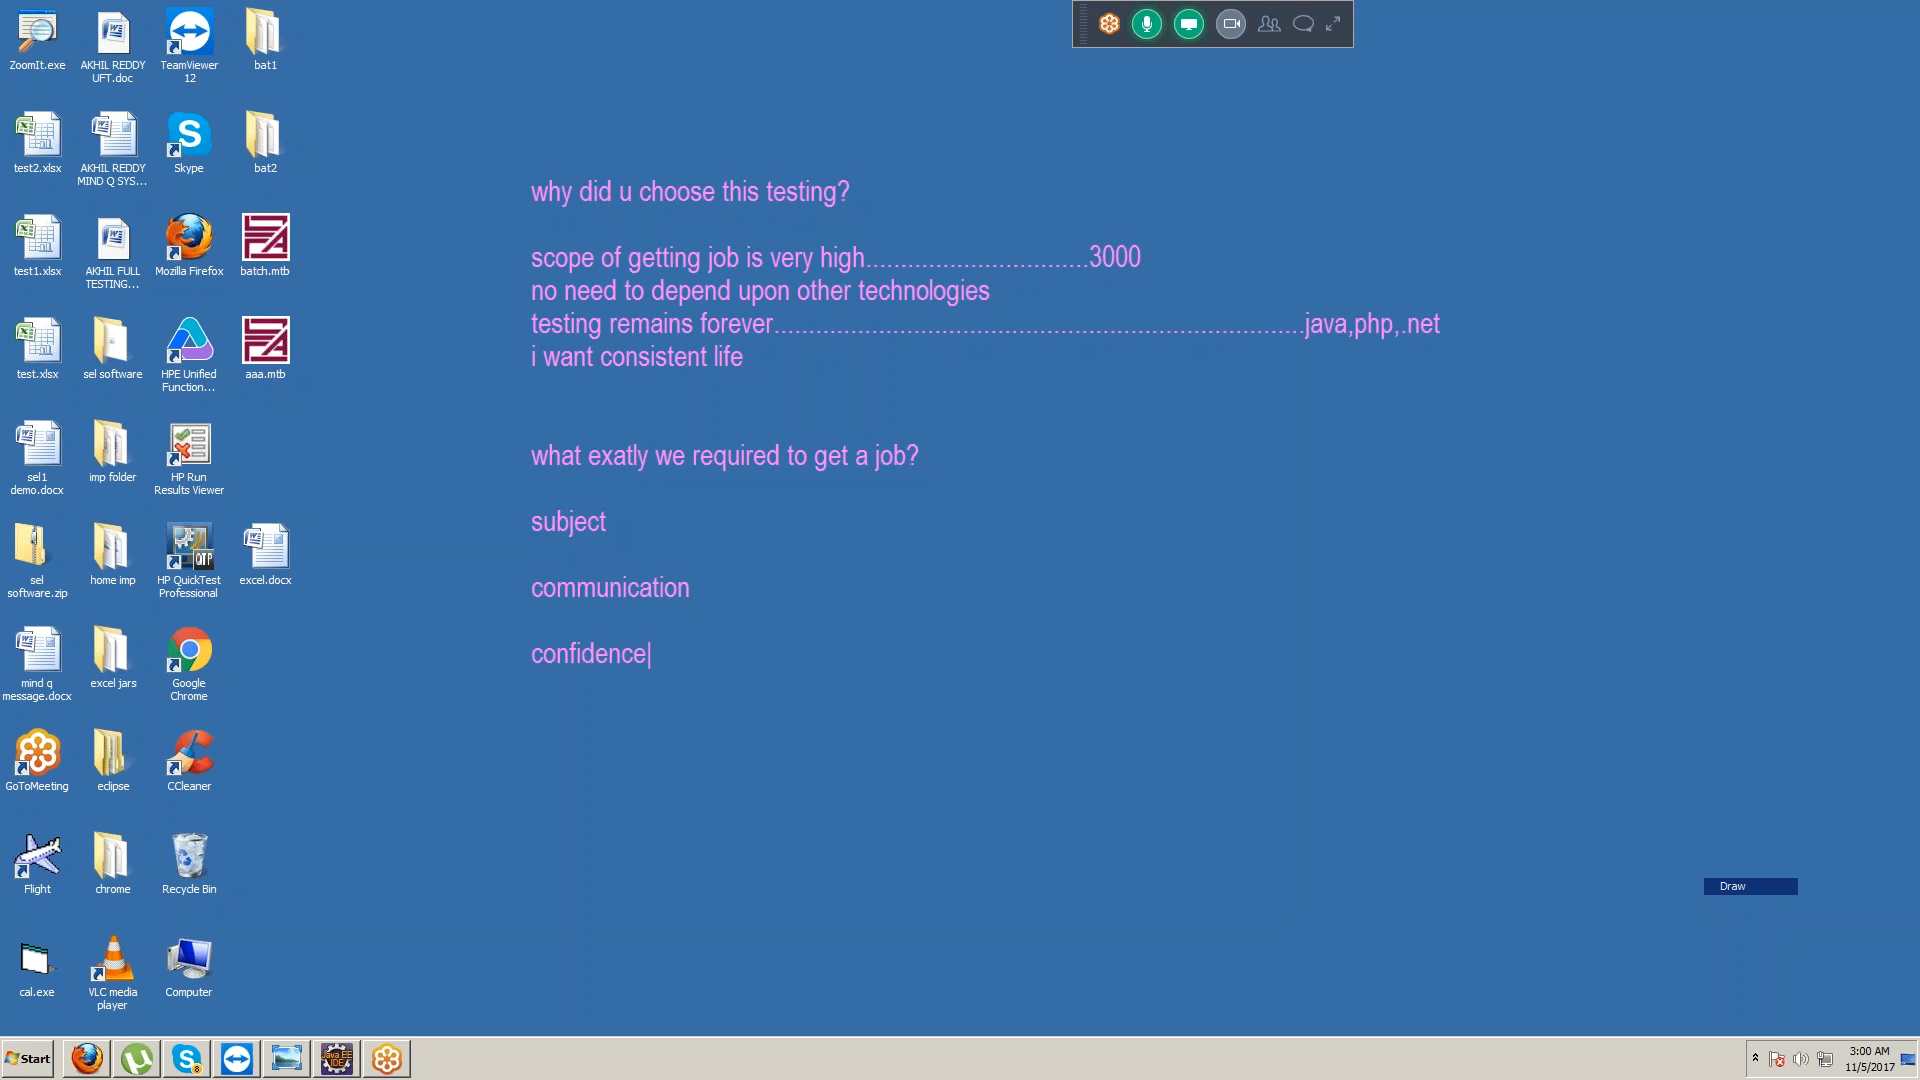 ZoomIt.exe
AKHIL REDDY
UFT.doc
TeamViewer
12
bat1
test2.xlsx
AKHIL REDDY
MIND Q SYS...
Skype
bat2
test1.xlsx
AKHIL FULL
TESTING...
Mozilla Firefox
batch.mtb
test.xlsx
sel software
HPE Unified
Function...
aaa.mtb
sel1
demo.docx
imp folder
HP Run
Results Viewer
sel
software.zip
home imp
QTP
HP QuickTest
Professional
excel.docx
mind q
message.docx
excel jars
Google
Chrome
GoToMeeting
eclipse
CCleaner
Flight
chrome
Recycle Bin
cal.exe
VLC media
player
Computer
why did u choose this testing?
scope of getting job is very high................................3000
no need to depend upon other technologies
testing remains forever............................................................................java,php,.net
i want consistent life
what exatly we required to get a job?
subject
communication
confidence
Draw
Start
8
Java EE
IDE
3:00 AM
11/5/2017